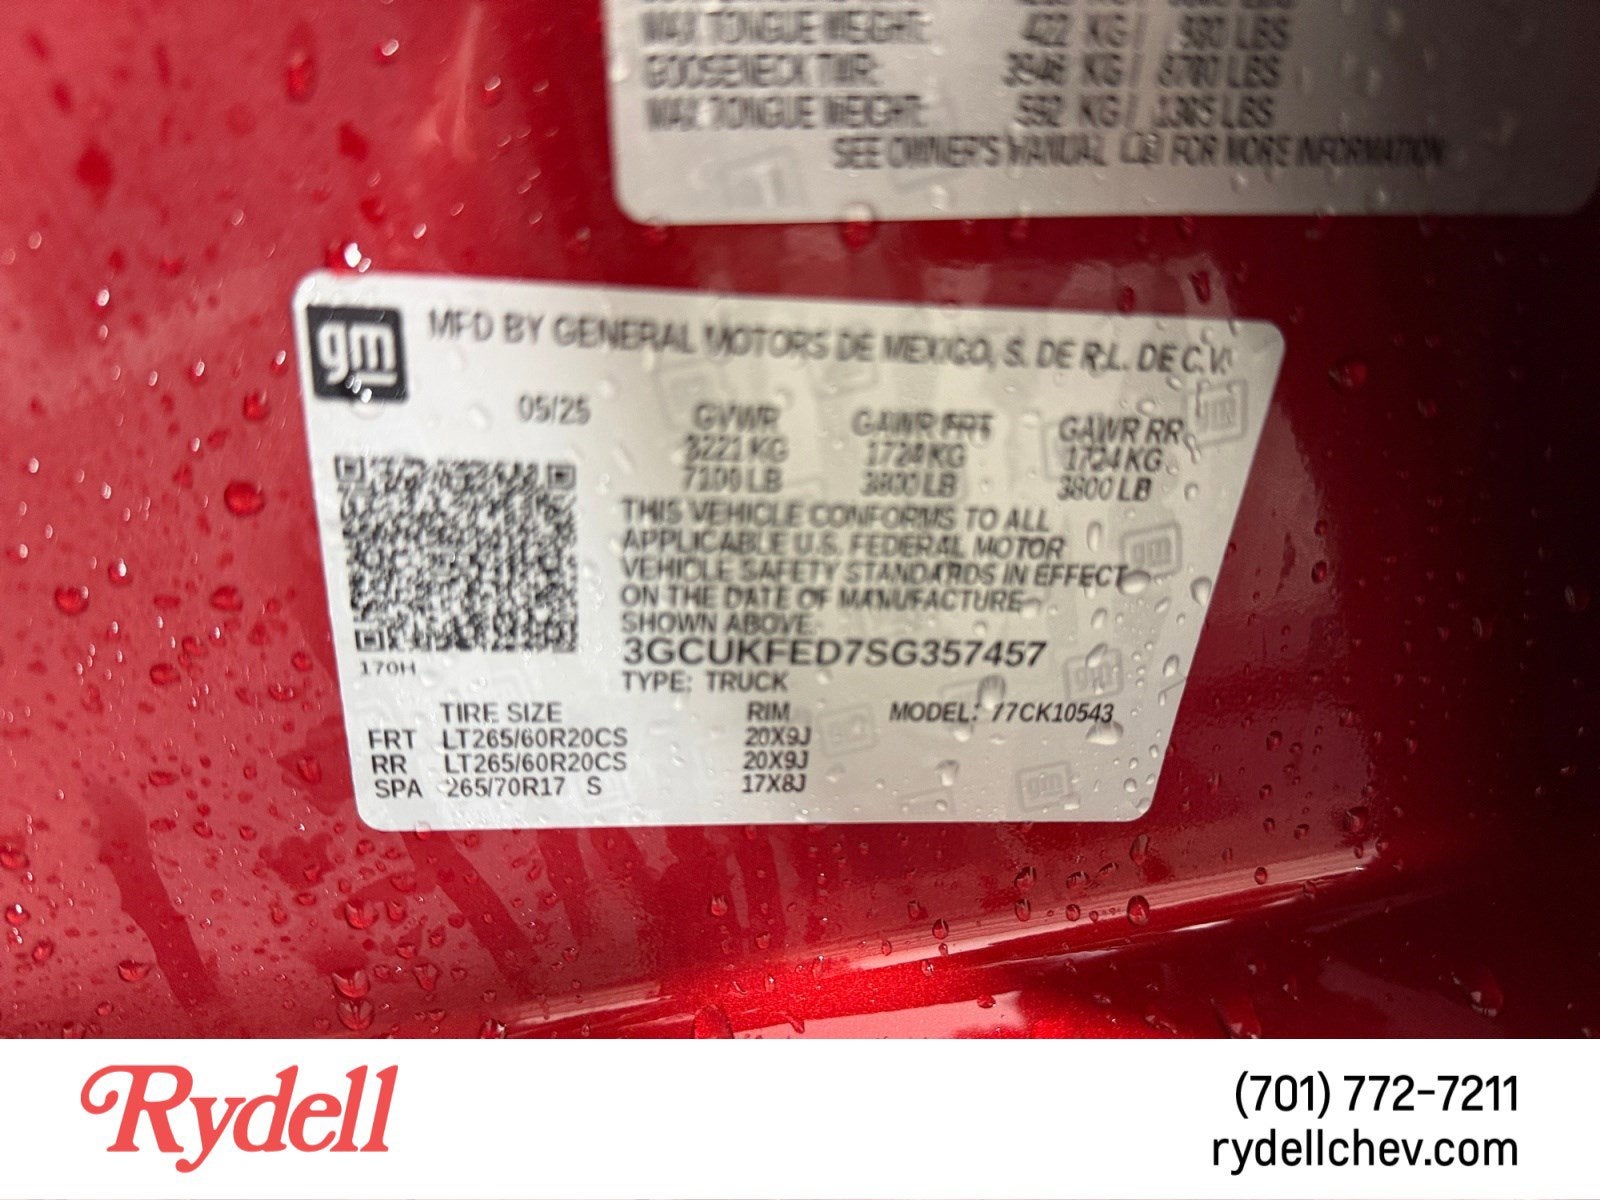 MAX TONGUE WEIGHT: 422 KG / 930 LBS
GOOSENECK TWR: 3946 KG / 8700 LBS
MAX TONGUE WEIGHT: 592 KG / 1305 LBS
SEE OWNER'S MANUAL FOR MORE INFORMATION
gm
MFD BY GENERAL MOTORS DE MEXICO, S. DE R.L. DE C.V.
05/25 GVWR GAWR FRT GAWR RR
3221 KG 1724 KG 1724 KG
7100 LB 3800 LB 3800 LB
THIS VEHICLE CONFORMS TO ALL
APPLICABLE U.S. FEDERAL MOTOR
VEHICLE SAFETY STANDARDS IN EFFECT
ON THE DATE OF MANUFACTURE
SHOWN ABOVE.
3GCUKFED7SG357457
170H
TYPE: TRUCK
TIRE SIZE RIM MODEL: 77CK10543
FRT LT265/60R20CS 20X9J
RR LT265/60R20CS 20X9J
SPA 265/70R17 S 17X8J
Rydell
(701) 772-7211
rydellchev.com